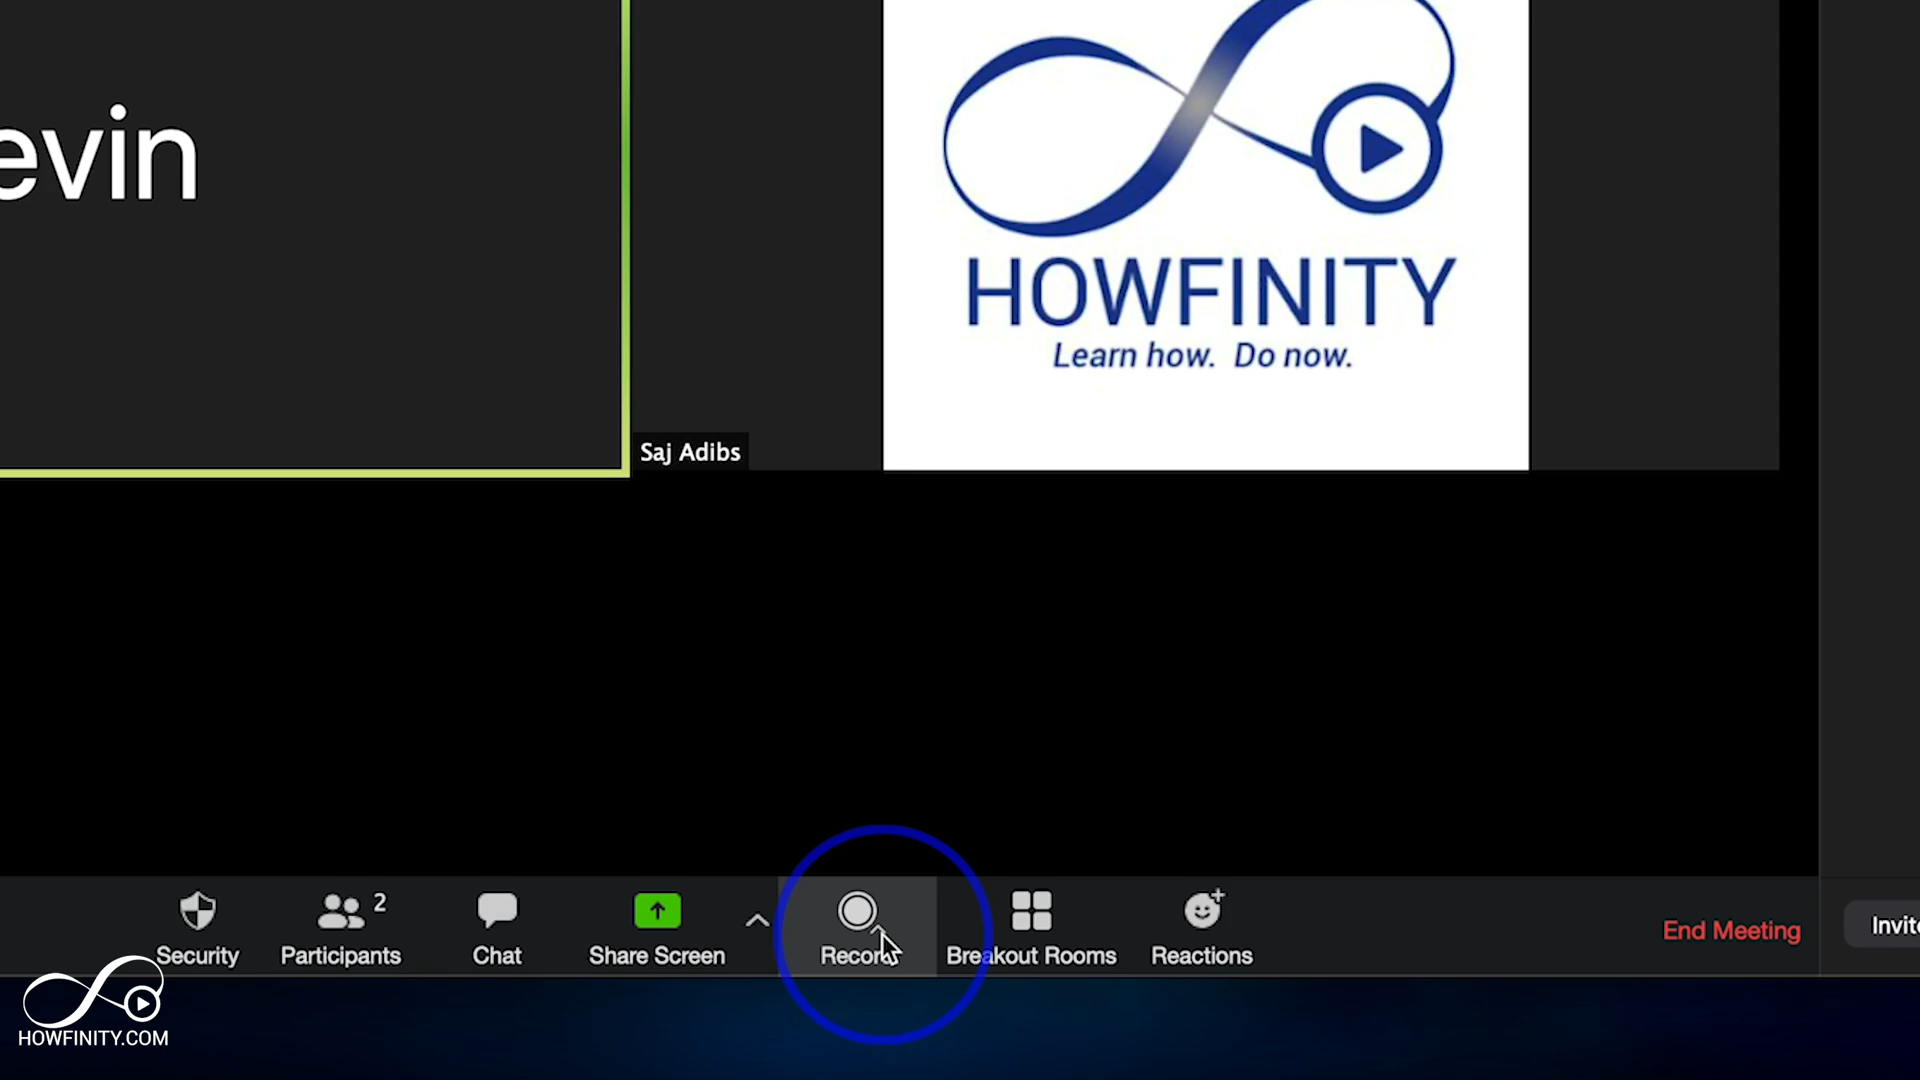 evin
HOWFINITY
Learn how. Do now.
Saj Adibs
2
Security
Participants
Chat
Share Screen
Record
Breakout Rooms
Reactions
End Meeting
Invite
HOWFINITY.COM